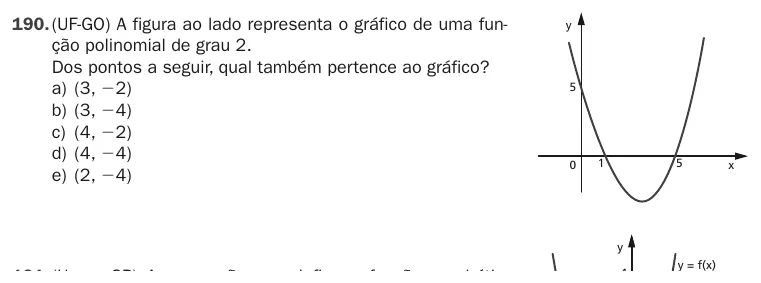 190. (UF-GO) A figura ao lado representa o gráfico de uma fun-
ção polinomial de grau 2.
Dos pontos a seguir, qual também pertence ao gráfico?
a) (3, −2)
b) (3, −4)
c) (4, −2)
d) (4, −4)
e) (2, −4)
y
5
0 1 5 x
y
y = f(x)